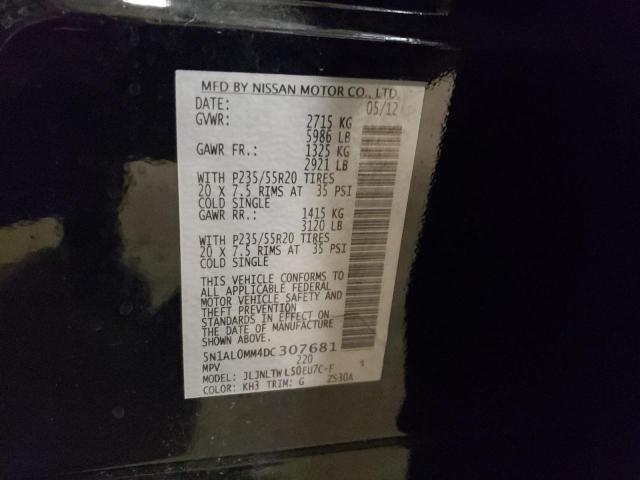 MFD BY NISSAN MOTOR CO., LTD.
DATE: 05/12
GVWR: 2715 KG
5986 LB
GAWR FR.: 1325 KG
2921 LB
WITH P235/55R20 TIRES
20 X 7.5 RIMS AT 35 PSI
COLD SINGLE
GAWR RR.: 1415 KG
3120 LB
WITH P235/55R20 TIRES
20 X 7.5 RIMS AT 35 PSI
COLD SINGLE
THIS VEHICLE CONFORMS TO
ALL APPLICABLE FEDERAL
MOTOR VEHICLE SAFETY AND
THEFT PREVENTION
STANDARDS IN EFFECT ON
THE DATE OF MANUFACTURE
SHOWN ABOVE.
5N1AL0MM4DC307681
MPV 220
MODEL: JLJNLTWL50EU7C-F
COLOR: KH3 TRIM: G ZS30A